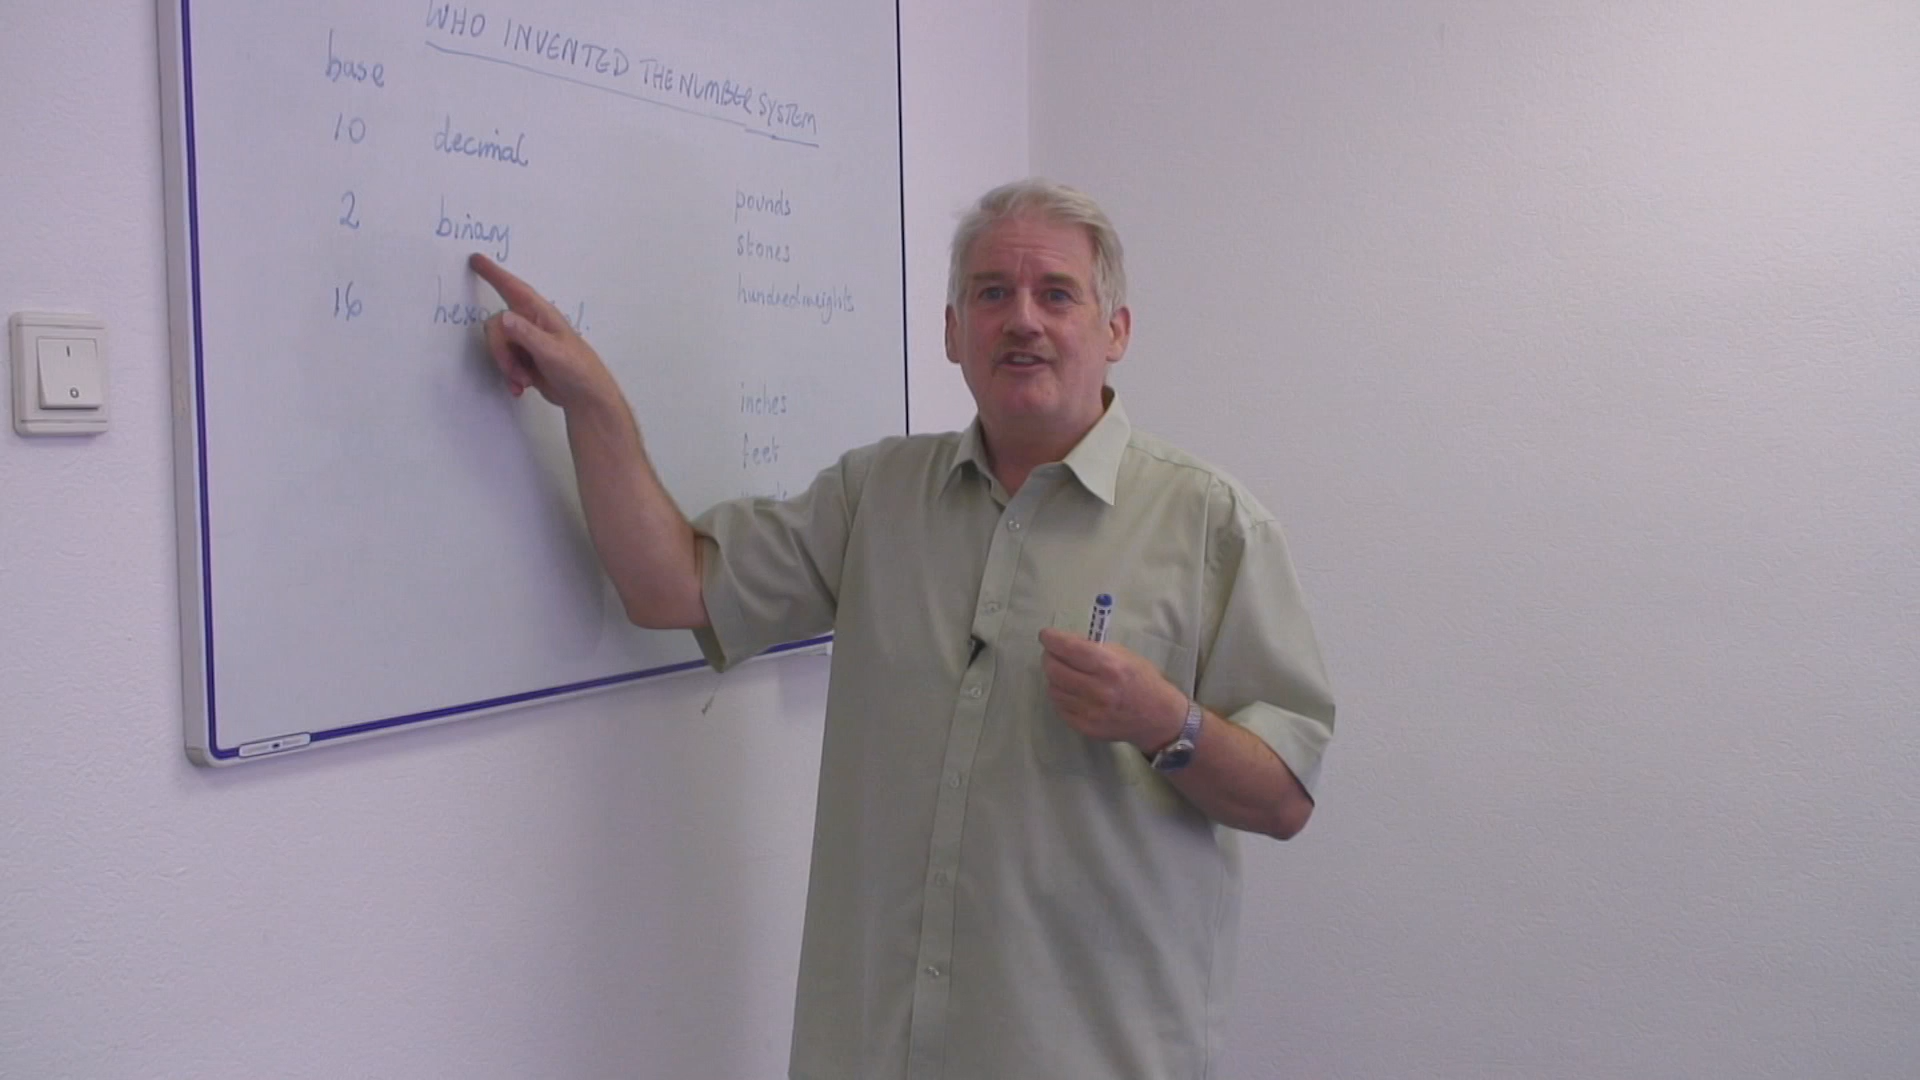 WHO INVENTED THE NUMBER SYSTEM
base
10 decimal
2 binary
16
pounds
stones
hundredweights
inches
feet